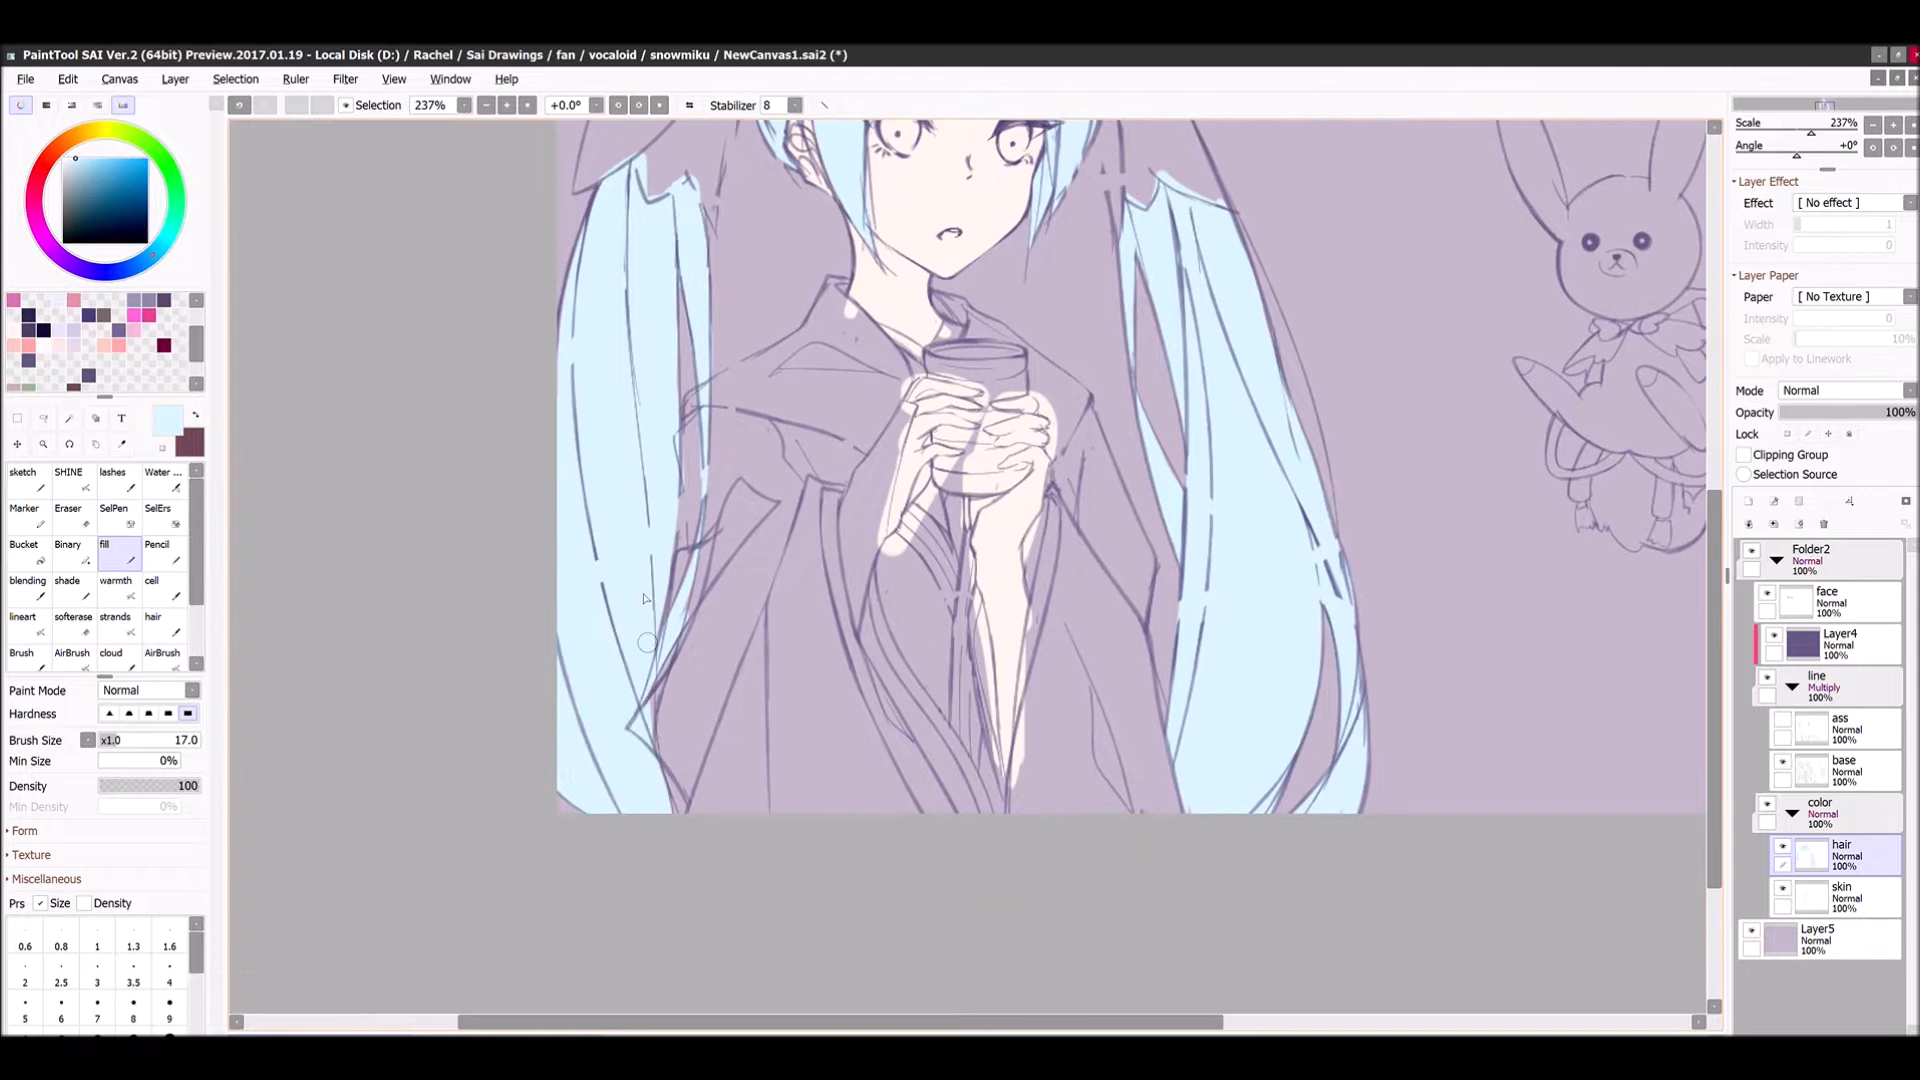 PaintTool SAI Ver.2 (64bit) Preview.2017.01.19 - Local Disk (D:) / Rachel / Sai Drawings / fan / vocaloid / snowmiku / NewCanvas1.sai2 (*)
File Edit Canvas Layer Selection Ruler Filter View Window Help
Selection 237% +0.0° Stabilizer 8
Scale 237%
Angle +0°
Layer Effect
Effect [ No effect ]
Width 1
Intensity 0
Layer Paper
Paper [ No Texture ]
Intensity 0
Scale 10%
Apply to Linework
Mode Normal
Opacity 100%
Lock
Clipping Group
Selection Source
T
sketch SHINE lashes Water ...
Marker Eraser SelPen SelErs
Bucket Binary fill Pencil
blending shade warmth cell
lineart softerase strands hair
Brush AirBrush cloud AirBrush
Paint Mode Normal
Hardness
Brush Size x1.0 17.0
Min Size 0%
Density 100
Min Density 0%
Form
Texture
Miscellaneous
Prs Size Density
0.6 0.8 1 1.3 1.6
2 2.5 3 3.5 4
5 6 7 8 9
Folder2
Normal
100%
face
Normal
100%
Layer4
Normal
100%
line
Multiply
100%
ass
Normal
100%
base
Normal
100%
color
Normal
100%
hair
Normal
100%
skin
Normal
100%
Layer5
Normal
100%